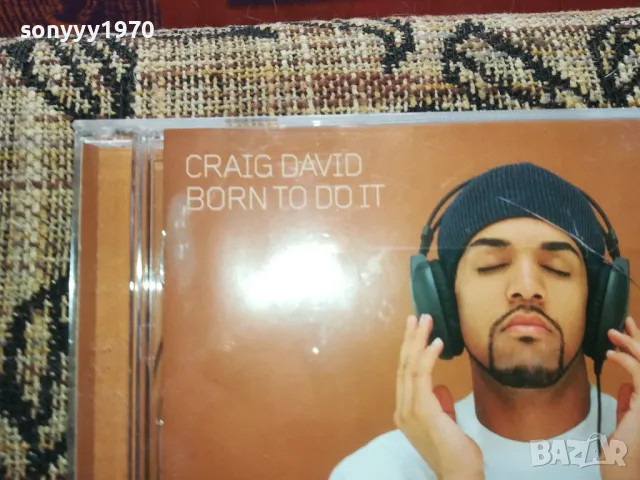 sonyyy1970
CRAIG DAVID
BORN TO DO IT
BAZAR